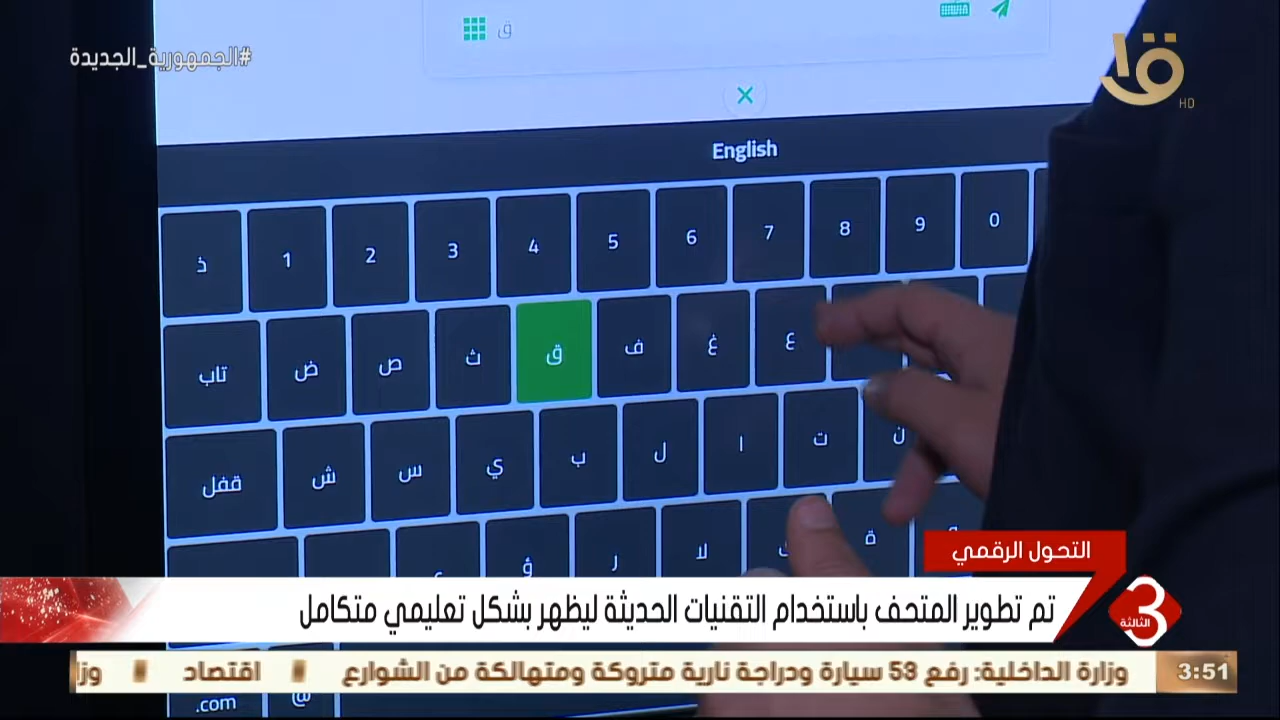 #الجمهورية_الجديدة
ق
HD
English
ذ 1 2 3 4 5 6 7 8 9 0
تاب ض ص ث ق ف غ ع
قفل ش س ي ب ل ا ت ن
ؤ ر لا ة
.com @
التحول الرقمي
تم تطوير المتحف باستخدام التقنيات الحديثة ليظهر بشكل تعليمي متكامل
3
الثالثة
3:51 وزارة الداخلية: رفع 53 سيارة ودراجة نارية متروكة ومتهالكة من الشوارع اقتصاد